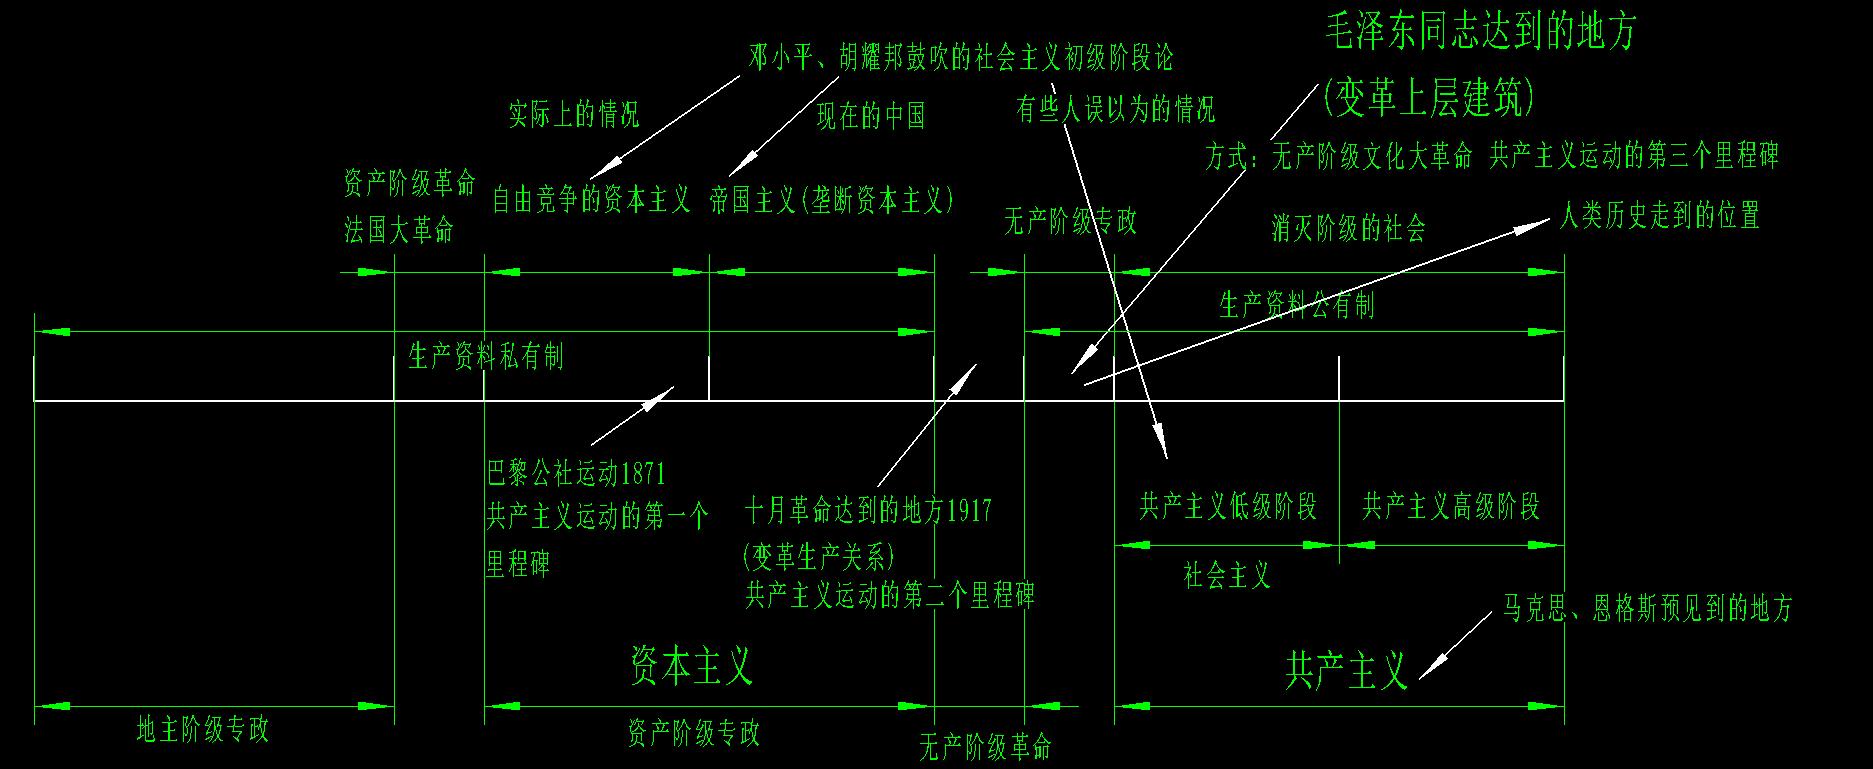 毛泽东同志达到的地方
(变革上层建筑)
邓小平、胡耀邦鼓吹的社会主义初级阶段论
实际上的情况
现在的中国
有些人误以为的情况
方式：无产阶级文化大革命 共产主义运动的第三个里程碑
资产阶级革命
法国大革命
自由竞争的资本主义
帝国主义(垄断资本主义)
无产阶级专政
消灭阶级的社会
人类历史走到的位置
生产资料公有制
生产资料私有制
巴黎公社运动1871
共产主义运动的第一个
里程碑
十月革命达到的地方1917
(变革生产关系)
共产主义运动的第二个里程碑
共产主义低级阶段
共产主义高级阶段
社会主义
马克思、恩格斯预见到的地方
资本主义
共产主义
地主阶级专政
资产阶级专政
无产阶级革命